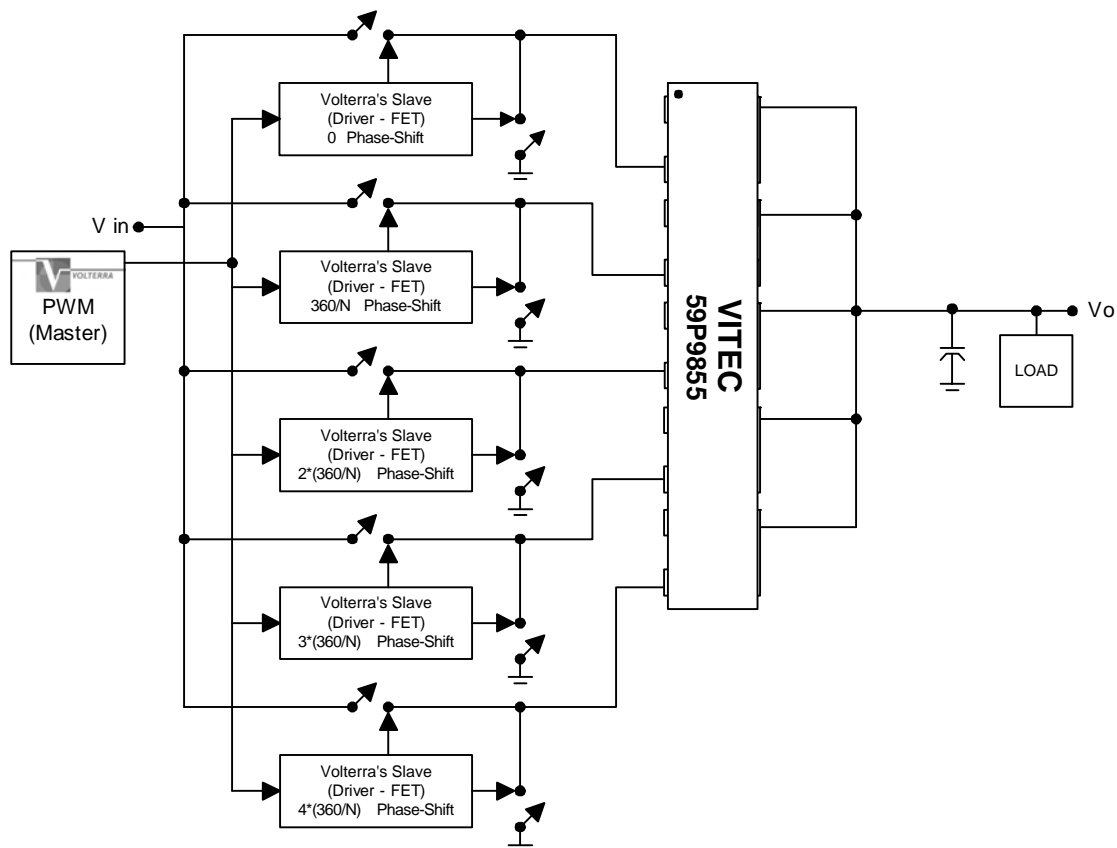 Volterra's Slave
(Driver - FET)
0 Phase-Shift
V in
VOLTERRA
PWM
(Master)
Volterra's Slave
(Driver - FET)
360/N Phase-Shift
Volterra's Slave
(Driver - FET)
2*(360/N) Phase-Shift
Volterra's Slave
(Driver - FET)
3*(360/N) Phase-Shift
Volterra's Slave
(Driver - FET)
4*(360/N) Phase-Shift
VITEC
59P9855
Vo
LOAD